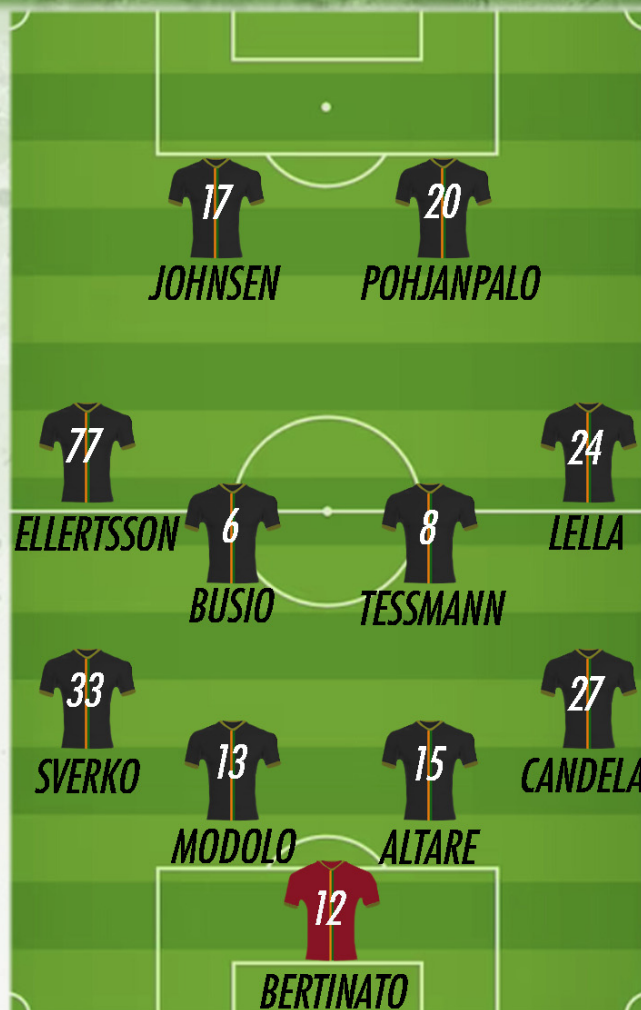 17
JOHNSEN
20
POHJANPALO
77
ELLERTSSON
6
BUSIO
8
TESSMANN
24
LELLA
33
SVERKO
13
MODOLO
15
ALTARE
27
CANDELA
12
BERTINATO